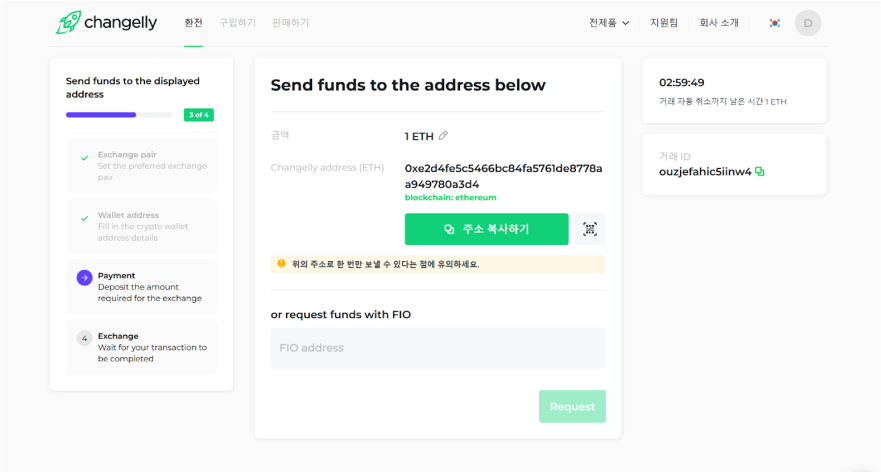 changelly
환전
구입하기
판매하기
전제품
지원팀
회사 소개
D
Send funds to the displayed
address
3 of 4
Exchange pair
Set the preferred exchange
pair
Wallet address
Fill in the crypto wallet
address details
Payment
Deposit the amount
required for the exchange
4
Exchange
Wait for your transaction to
be completed
Send funds to the address below
금액
1 ETH
Changelly address (ETH)
0xe2d4fe5c5466bc84fa5761de8778a
a949780a3d4
blockchain: ethereum
주소 복사하기
위의 주소로 한 번만 보낼 수 있다는 점에 유의하세요.
or request funds with FIO
FIO address
Request
02:59:49
거래 자동 취소까지 남은 시간 1 ETH
거래 ID
ouzjefahic5iinw4